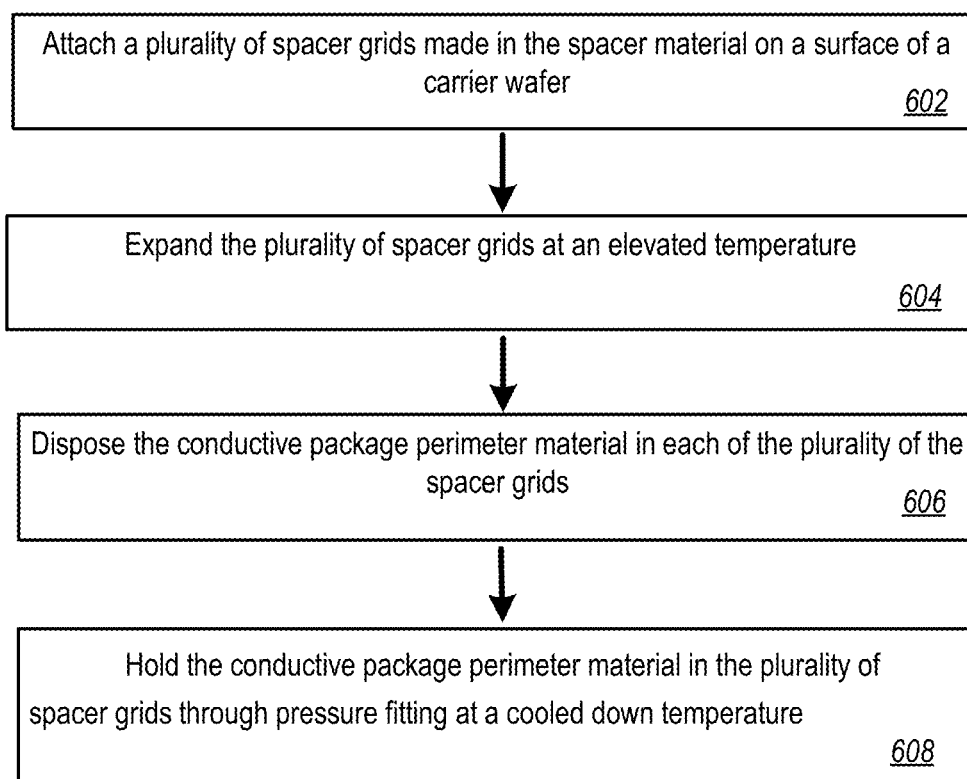 Attach a plurality of spacer grids made in the spacer material on a surface of a
carrier wafer
602
Expand the plurality of spacer grids at an elevated temperature
604
Dispose the conductive package perimeter material in each of the plurality of the
spacer grids
606
Hold the conductive package perimeter material in the plurality of
spacer grids through pressure fitting at a cooled down temperature
608